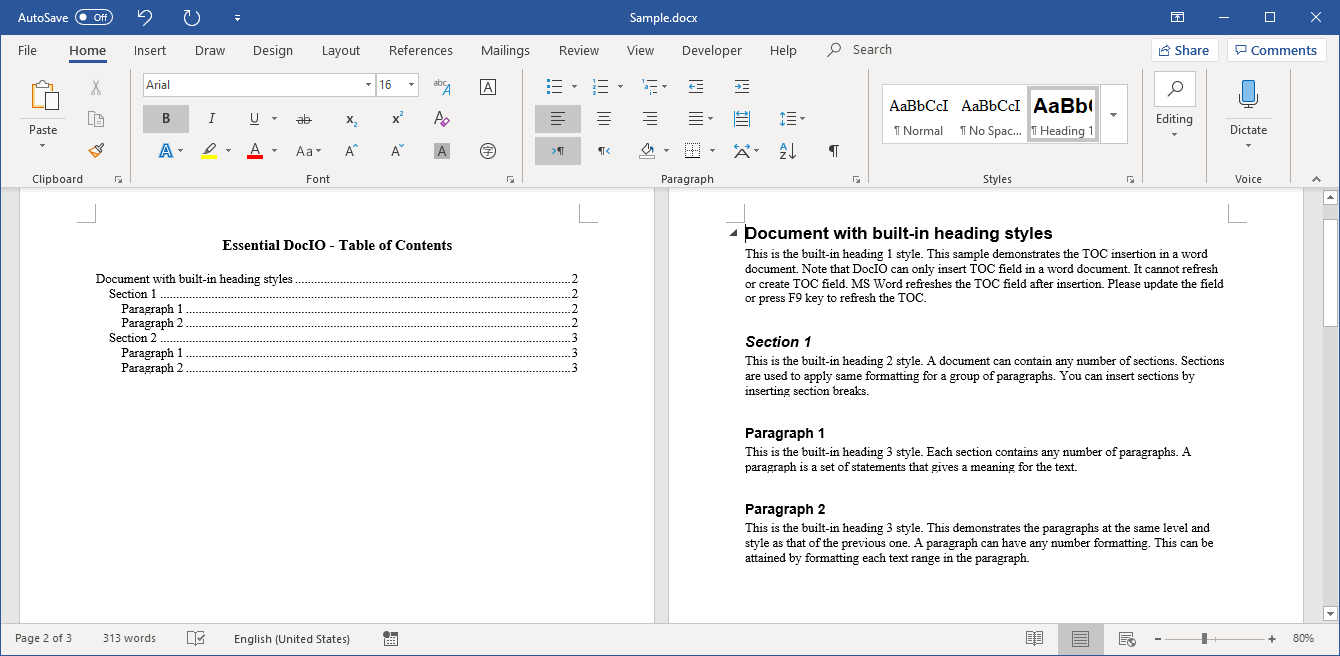 AutoSave Off Sample.docx
File Home Insert Draw Design Layout References Mailings Review View Developer Help Search Share Comments
Paste
Clipboard
Arial 16
B I U ab x₂ x²
A A Aa A A A 字
Font
Paragraph
AaBbCcI AaBbCcI AaBb(
¶ Normal ¶ No Spac... ¶ Heading 1
Styles
Editing
Dictate
Voice
Essential DocIO - Table of Contents
Document with built-in heading styles 2
Section 1 2
Paragraph 1 2
Paragraph 2 2
Section 2 3
Paragraph 1 3
Paragraph 2 3
Document with built-in heading styles
This is the built-in heading 1 style. This sample demonstrates the TOC insertion in a word
document. Note that DocIO can only insert TOC field in a word document. It cannot refresh
or create TOC field. MS Word refreshes the TOC field after insertion. Please update the field
or press F9 key to refresh the TOC.
Section 1
This is the built-in heading 2 style. A document can contain any number of sections. Sections
are used to apply same formatting for a group of paragraphs. You can insert sections by
inserting section breaks.
Paragraph 1
This is the built-in heading 3 style. Each section contains any number of paragraphs. A
paragraph is a set of statements that gives a meaning for the text.
Paragraph 2
This is the built-in heading 3 style. This demonstrates the paragraphs at the same level and
style as that of the previous one. A paragraph can have any number formatting. This can be
attained by formatting each text range in the paragraph.
Page 2 of 3 313 words English (United States) 80%